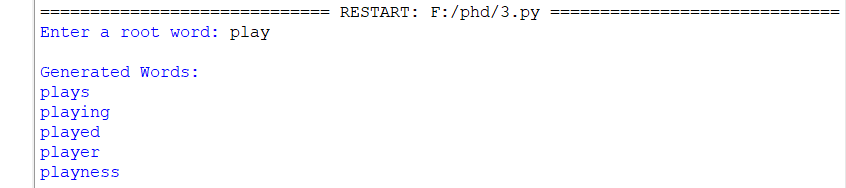 ============================= RESTART: F:/phd/3.py =============================
Enter a root word: play
Generated Words:
plays
playing
played
player
playness